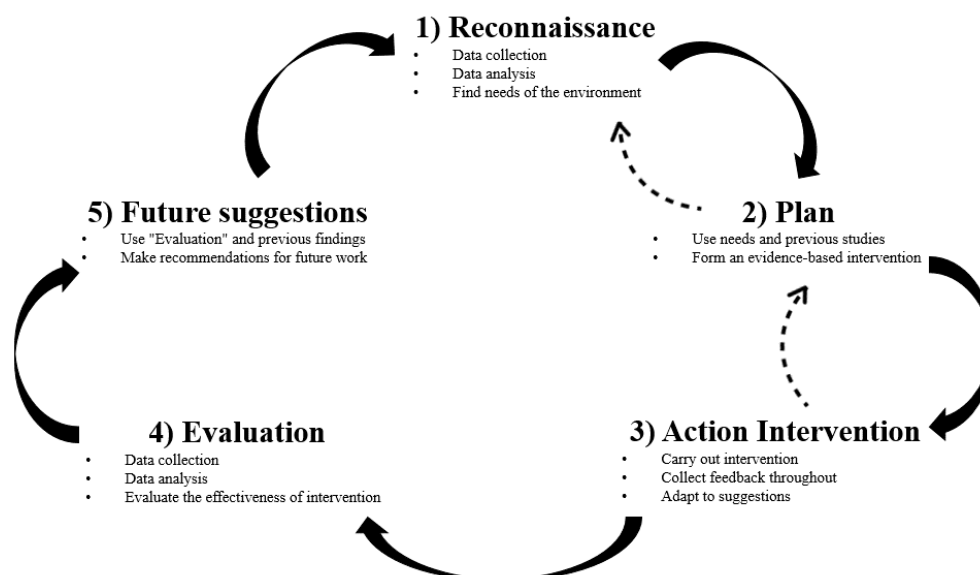 1) Reconnaissance
• Data collection
• Data analysis
• Find needs of the environment
2) Plan
• Use needs and previous studies
• Form an evidence-based intervention
3) Action Intervention
• Carry out intervention
• Collect feedback throughout
• Adapt to suggestions
4) Evaluation
• Data collection
• Data analysis
• Evaluate the effectiveness of intervention
5) Future suggestions
• Use "Evaluation" and previous findings
• Make recommendations for future work